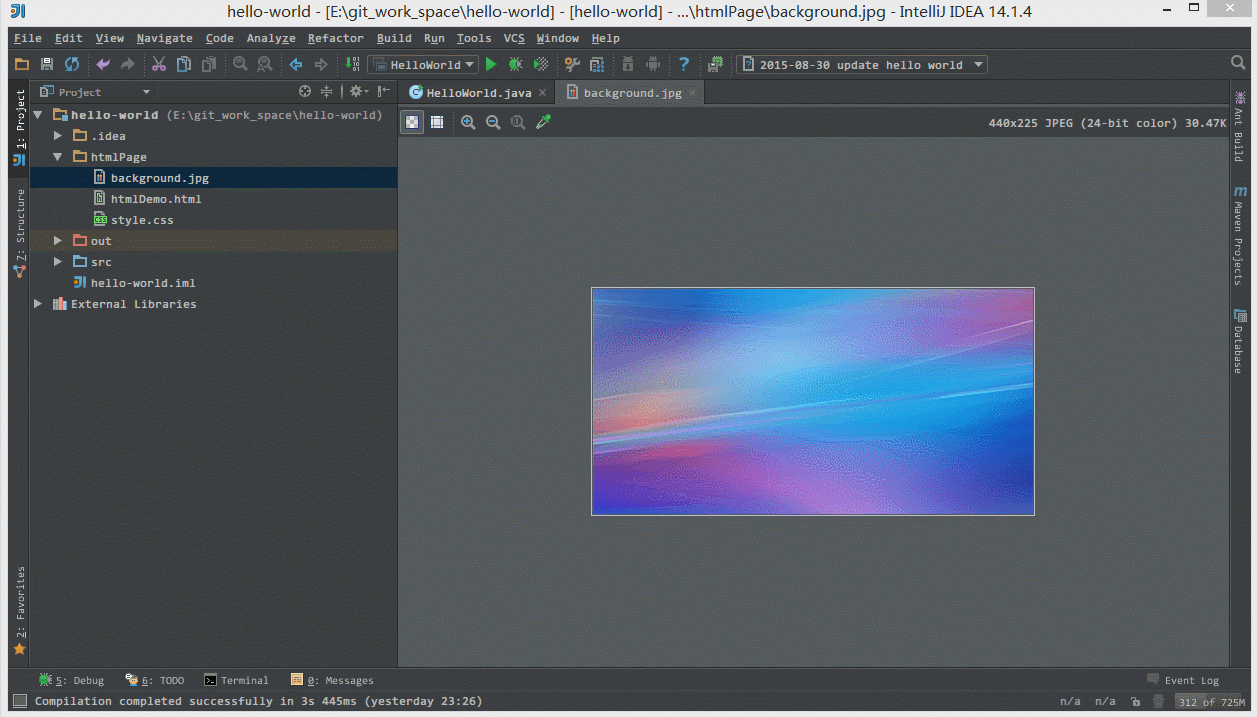 hello-world - [E:\git_work_space\hello-world] - [hello-world] - ...\htmlPage\background.jpg - IntelliJ IDEA 14.1.4
File Edit View Navigate Code Analyze Refactor Build Run Tools VCS Window Help
HelloWorld 2015-08-30 update hello world
Project
HelloWorld.java background.jpg
440x225 JPEG (24-bit color) 30.47K
hello-world (E:\git_work_space\hello-world)
.idea
htmlPage
background.jpg
htmlDemo.html
style.css
out
src
hello-world.iml
External Libraries
1: Project
7: Structure
2: Favorites
Ant Build
Maven Projects
Database
5: Debug 6: TODO Terminal 0: Messages Event Log
Compilation completed successfully in 3s 445ms (yesterday 23:26) n/a n/a 312 of 725M